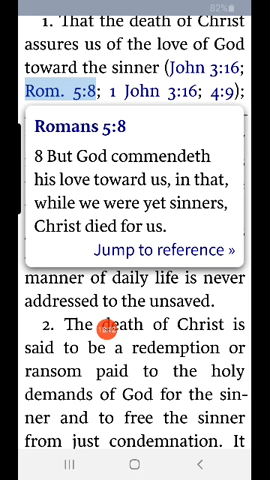 82%
1. That the death of Christ
assures us of the love of God
toward the sinner (John 3:16;
Rom. 5:8; 1 John 3:16; 4:9);
Romans 5:8
8 But God commendeth
his love toward us, in that,
while we were yet sinners,
Christ died for us.
Jump to reference »
manner of daily life is never
addressed to the unsaved.
2. The death of Christ is
said to be a redemption or
ransom paid to the holy
demands of God for the sin-
ner and to free the sinner
from just condemnation. It